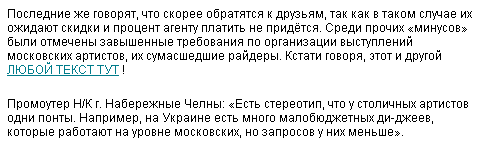 Последние же говорят, что скорее обратятся к друзьям, так как в таком случае их
ожидают скидки и процент агенту платить не придётся. Среди прочих «минусов»
были отмечены завышенные требования по организации выступлений
московских артистов, их сумасшедшие райдеры. Кстати говоря, этот и другой
ЛЮБОЙ ТЕКСТ ТУТ !
Промоутер Н/К г. Набережные Челны: «Есть стереотип, что у столичных артистов
одни понты. Например, на Украине есть много малобюджетных ди-джеев,
которые работают на уровне московских, но запросов у них меньше».